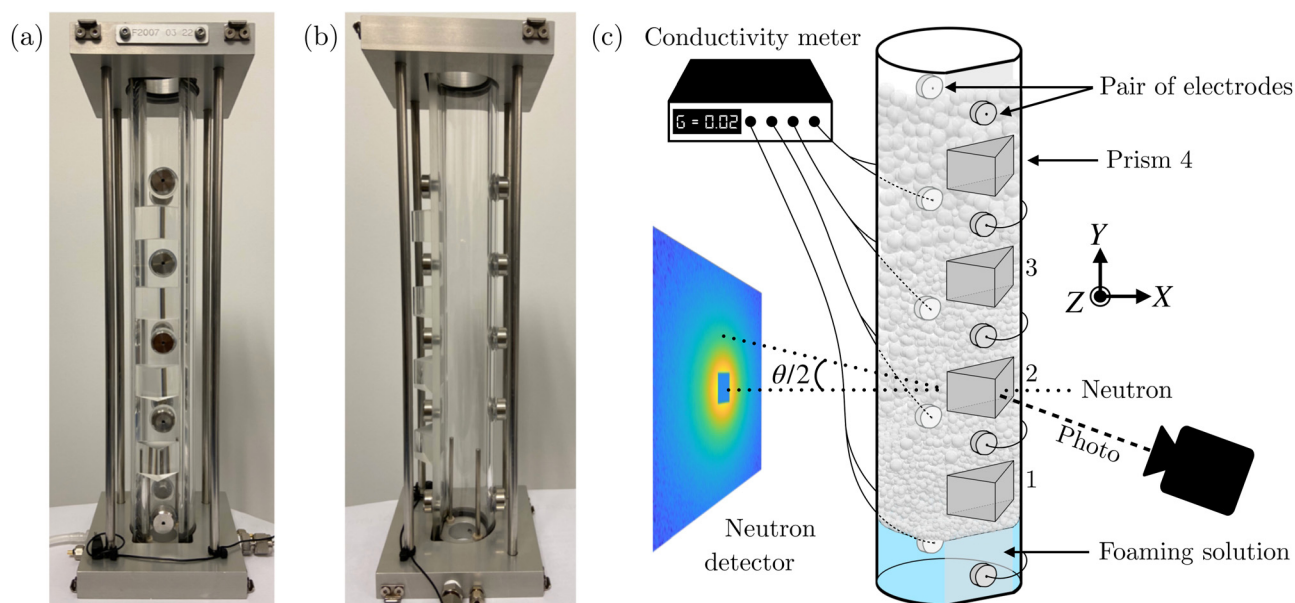 (a)
F2007 03-22
(b)
(c)
Conductivity meter
G = 0.02
Pair of electrodes
Prism 4
3
Y
Z
X
2
θ/2
Neutron
Photo
1
Neutron
detector
Foaming solution